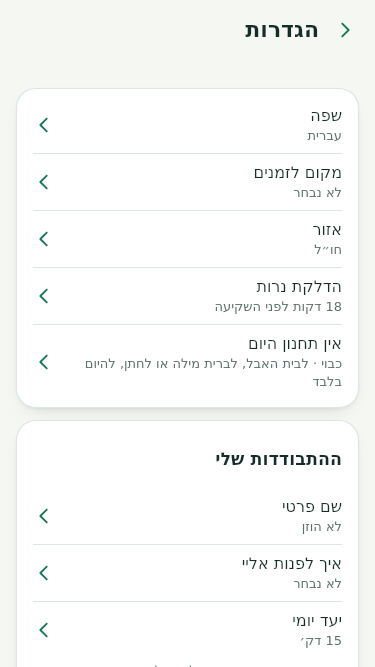 הגדרות
שפה
עברית
מקום לזמנים
לא נבחר
אזור
חו״ל
הדלקת נרות
18 דקות לפני השקיעה
אין תחנון היום
כבוי · לבית האבל, לברית מילה או לחתן, להיום
בלבד
ההתבודדות שלי
שם פרטי
לא הוזן
איך לפנות אליי
לא נבחר
יעד יומי
15 דק׳